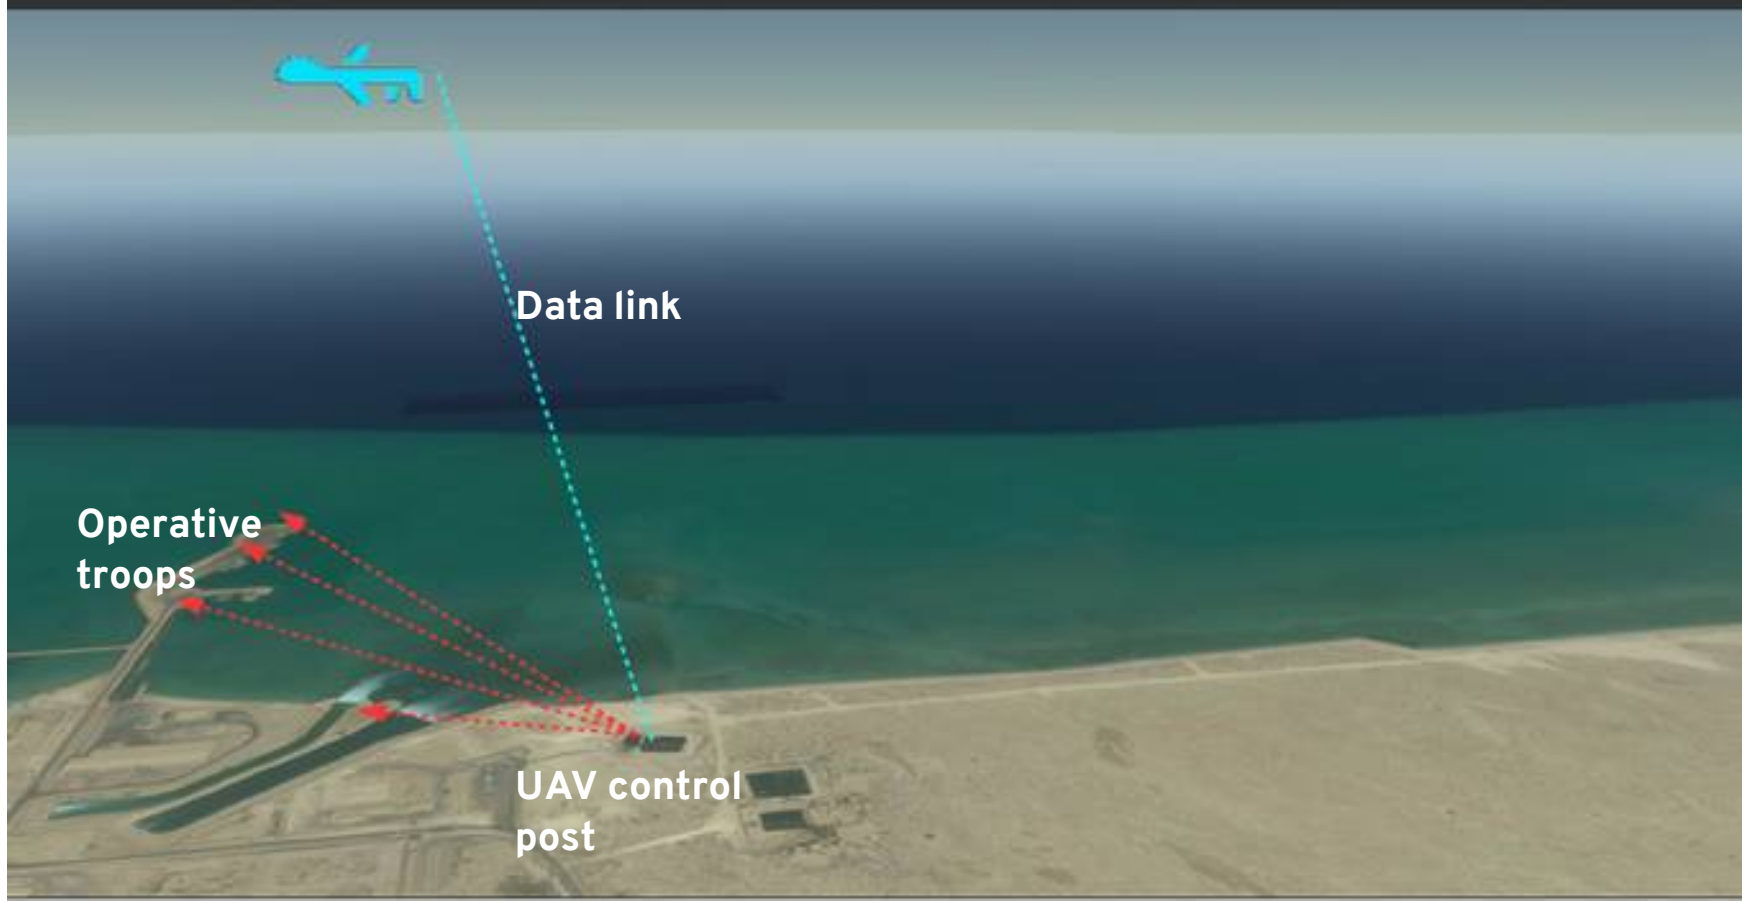 Data link
Operative
troops
UAV control
post